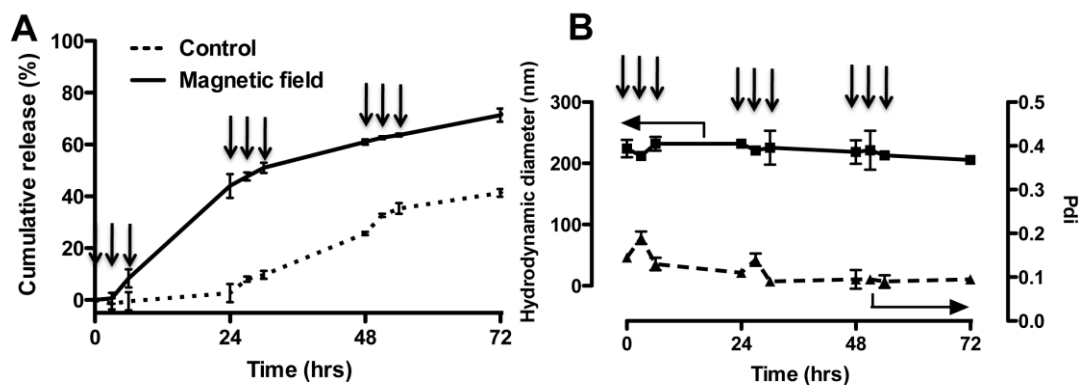 A
Cumulative release (%)
100
80
60
40
20
0
Control
Magnetic field
0 24 48 72
Time (hrs)
B
Hydrodynamic diameter (nm)
300
200
100
0
0.5
0.4
0.3
0.2
0.1
0.0
Pdi
0 24 48 72
Time (hrs)